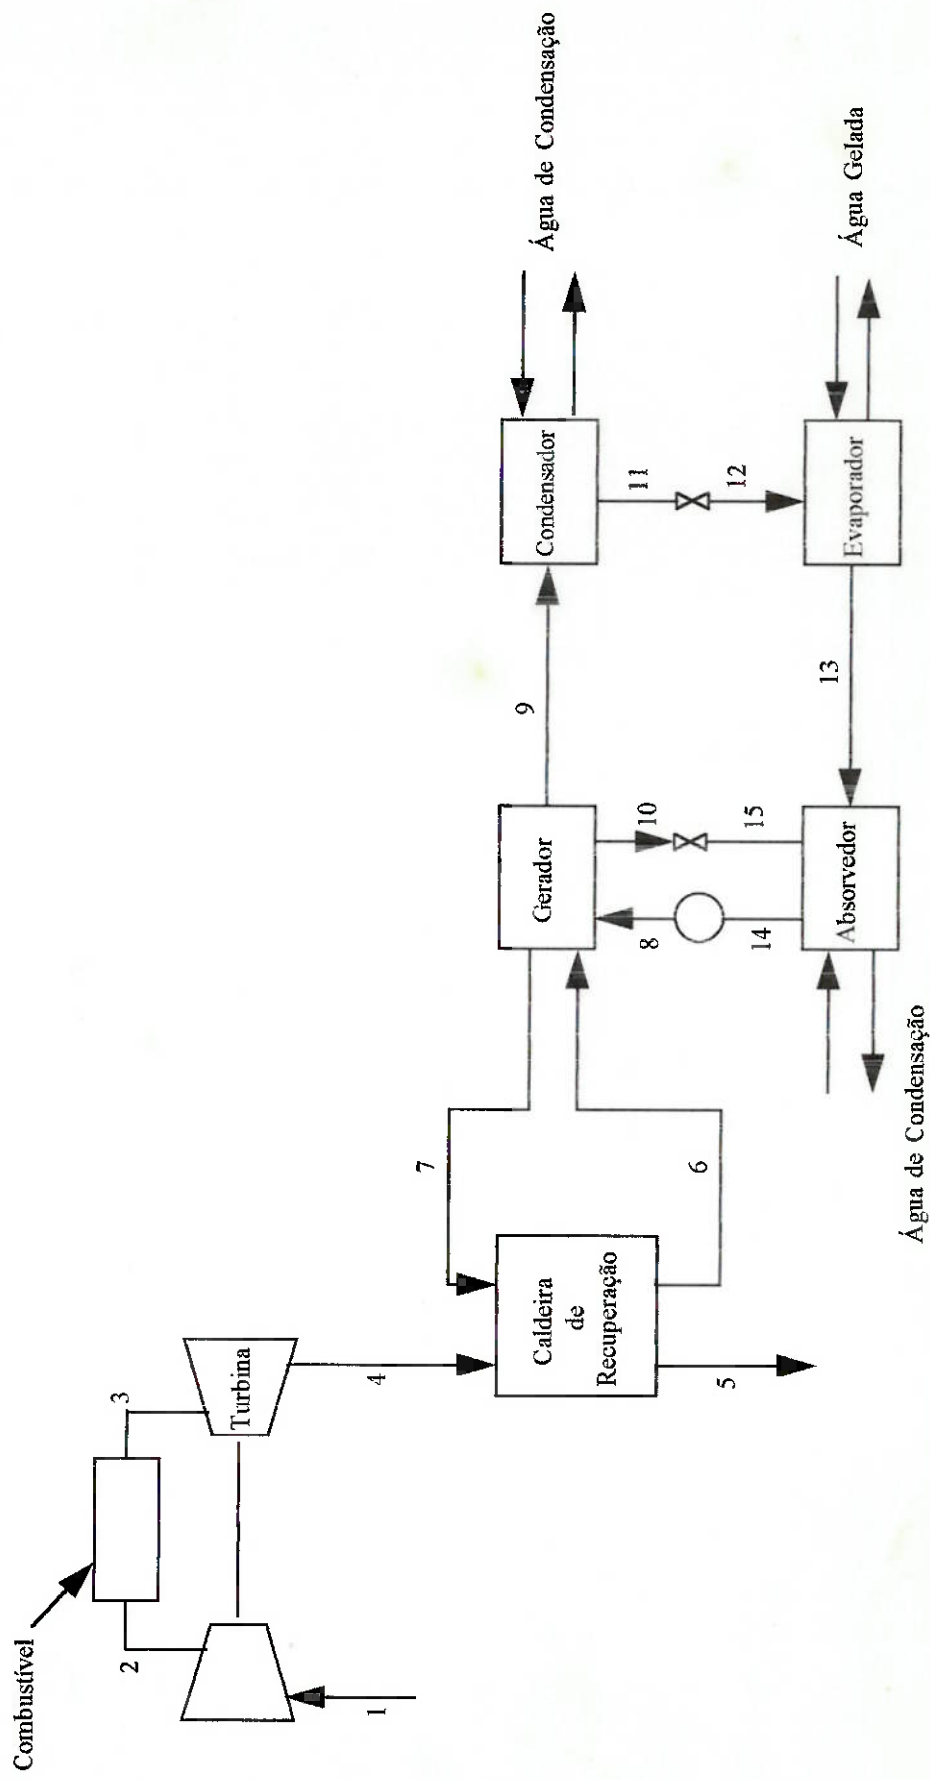 Combustível
2
3
Turbina
1
4
Caldeira
de
Recuperação
5
7
6
Gerador
9
Condensador
Água de Condensação
8
10
11
14
15
12
Absorvedor
13
Evaporador
Água Gelada
Água de Condensação